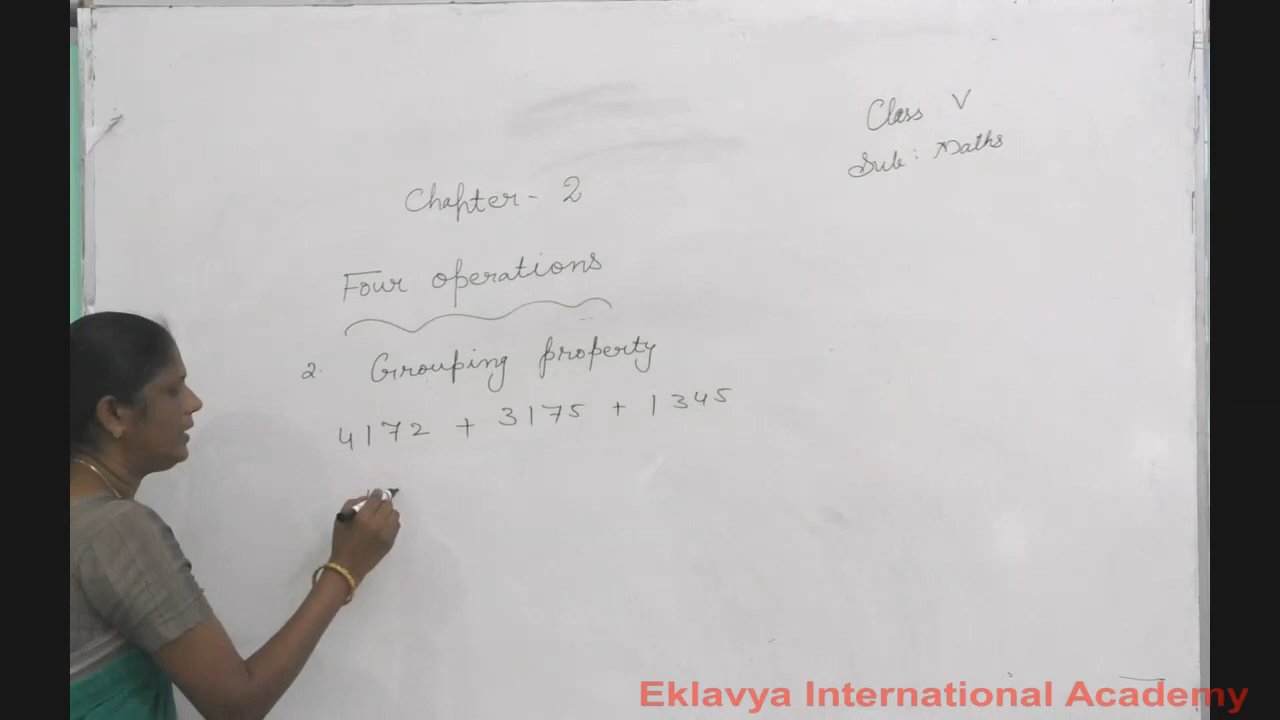 Class V
Sub: Maths
Chapter - 2
Four operations
2. Grouping property
4172 + 3175 + 1345
Eklavya International Academy